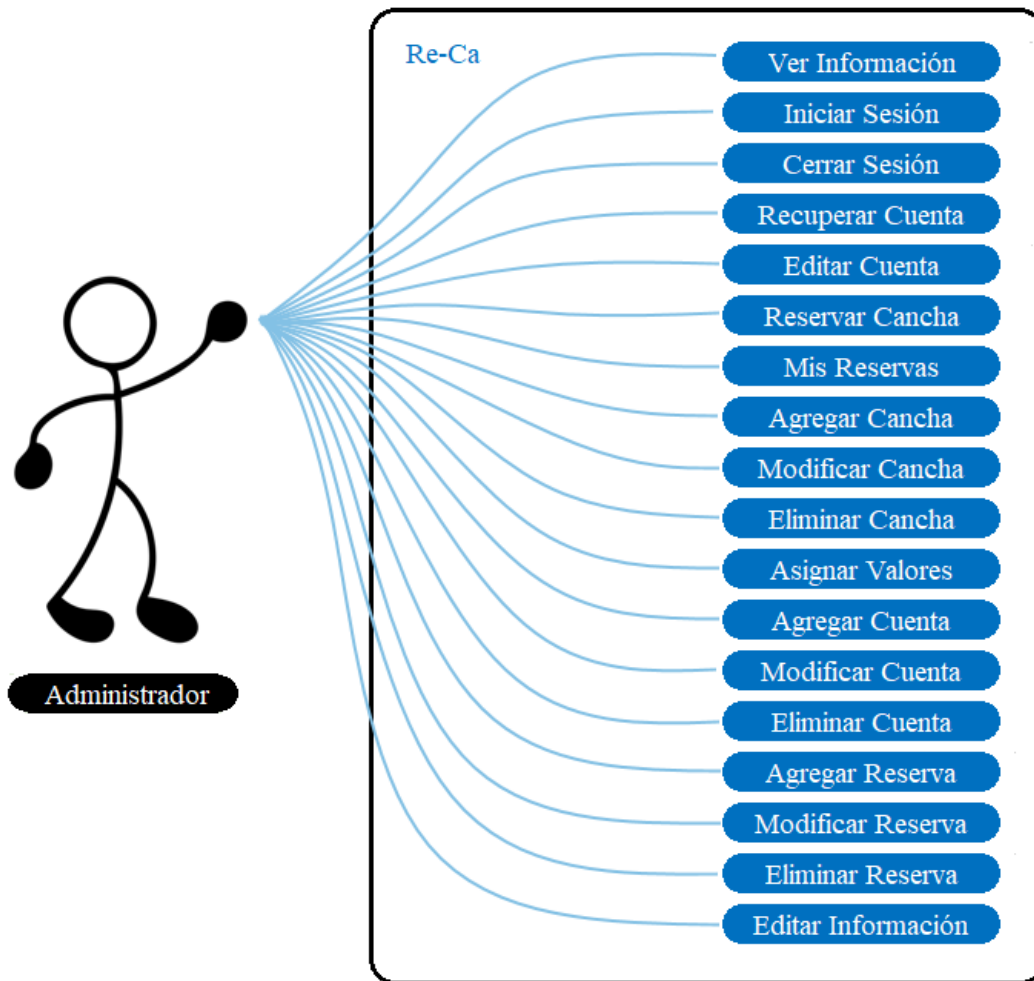 Re-Ca
Ver Información
Iniciar Sesión
Cerrar Sesión
Recuperar Cuenta
Editar Cuenta
Reservar Cancha
Mis Reservas
Agregar Cancha
Modificar Cancha
Eliminar Cancha
Asignar Valores
Agregar Cuenta
Modificar Cuenta
Eliminar Cuenta
Agregar Reserva
Modificar Reserva
Eliminar Reserva
Editar Información
Administrador